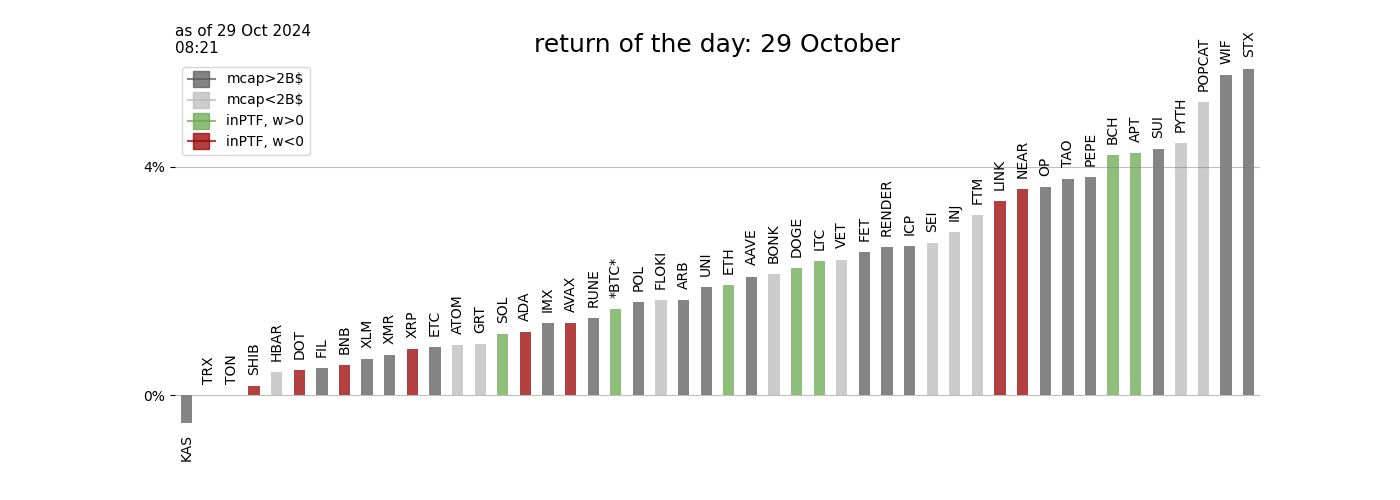 as of 29 Oct 2024
08:21
return of the day: 29 October
mcap>2B$
mcap<2B$
inPTF, w>0
inPTF, w<0
4%
0%
KAS
TRX
TON
SHIB
HBAR
DOT
FIL
BNB
XLM
XMR
XRP
ETC
ATOM
GRT
SOL
ADA
IMX
AVAX
RUNE
*BTC*
POL
FLOKI
ARB
UNI
ETH
AAVE
BONK
DOGE
LTC
VET
FET
RENDER
ICP
SEI
INJ
FTM
LINK
NEAR
OP
TAO
PEPE
BCH
APT
SUI
PYTH
POPCAT
WIF
STX